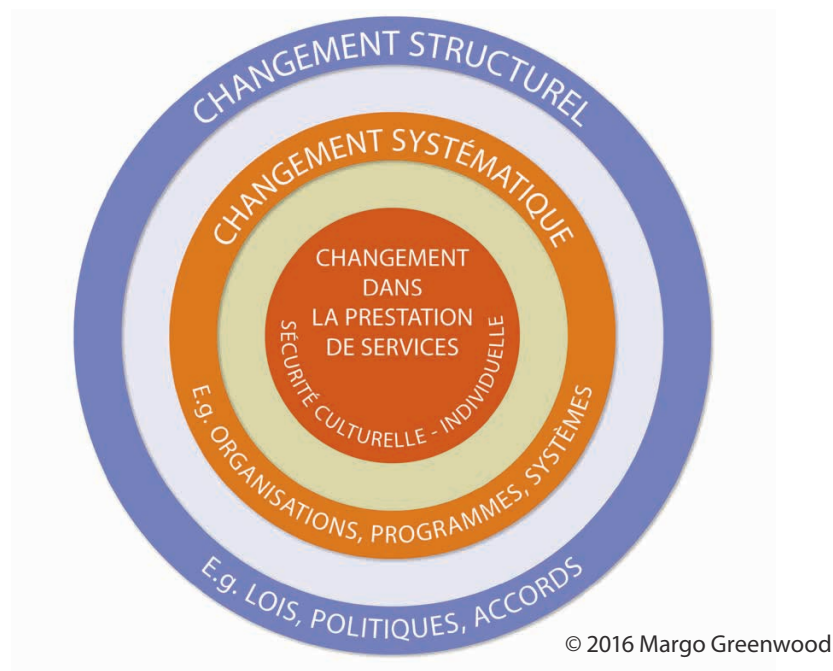 CHANGEMENT STRUCTUREL
CHANGEMENT SYSTÉMATIQUE
CHANGEMENT
DANS
LA PRESTATION
DE SERVICES
SÉCURITÉ CULTURELLE - INDIVIDUELLE
E.g. ORGANISATIONS, PROGRAMMES, SYSTÈMES
E.g. LOIS, POLITIQUES, ACCORDS
© 2016 Margo Greenwood